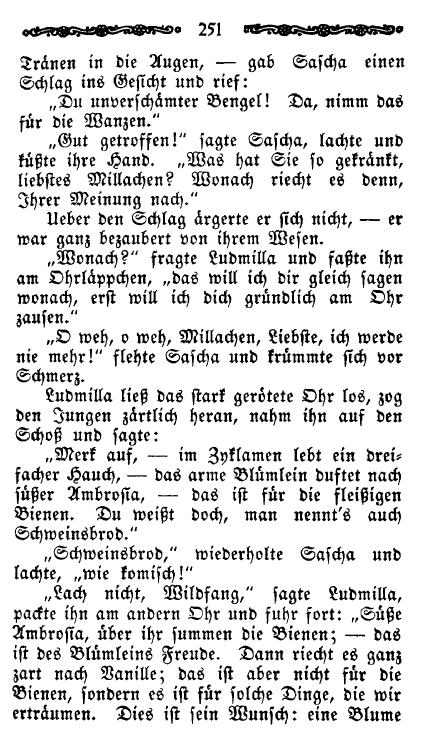 251
Tränen in die Augen, — gab Sascha einen
Schlag ins Gesicht und rief:
„Du unverschämter Bengel! Da, nimm das
für die Wanzen.“
„Gut getroffen!“ sagte Sascha, lachte und
küßte ihre Hand. „Was hat Sie so gekränkt,
liebstes Millachen? Wonach riecht es denn,
Ihrer Meinung nach.“
Ueber den Schlag ärgerte er sich nicht, — er
war ganz bezaubert von ihrem Wesen.
„Wonach?“ fragte Ludmilla und faßte ihn
am Ohrläppchen, „das will ich dir gleich sagen
wonach, erst will ich dich gründlich am Ohr
zausen.“
„O weh, o weh, Millachen, Liebste, ich werde
nie mehr!“ flehte Sascha und krümmte sich vor
Schmerz.
Ludmilla ließ das stark gerötete Ohr los, zog
den Jungen zärtlich heran, nahm ihn auf den
Schoß und sagte:
„Merk auf, — im Zyklamen lebt ein drei-
facher Hauch, — das arme Blümlein duftet nach
süßer Ambrosia, — das ist für die fleißigen
Bienen. Du weißt doch, man nennt's auch
Schweinsbrod.“
„Schweinsbrod,“ wiederholte Sascha und
lachte, „wie komisch!“
„Lach nicht, Wildfang,“ sagte Ludmilla,
packte ihn am andern Ohr und fuhr fort: „Süße
Ambrosia, über ihr summen die Bienen; — das
ist des Blümleins Freude. Dann riecht es ganz
zart nach Vanille; das ist aber nicht für die
Bienen, sondern es ist für solche Dinge, die wir
erträumen. Dies ist sein Wunsch: eine Blume